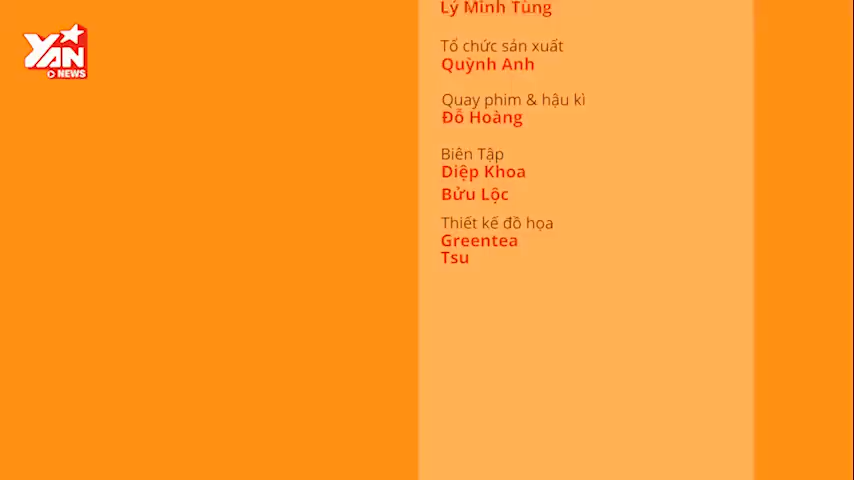 YAN
NEWS
Lý Minh Tùng
Tổ chức sản xuất
Quỳnh Anh
Quay phim & hậu kì
Đỗ Hoàng
Biên Tập
Diệp Khoa
Bửu Lộc
Thiết kế đồ họa
Greentea
Tsu